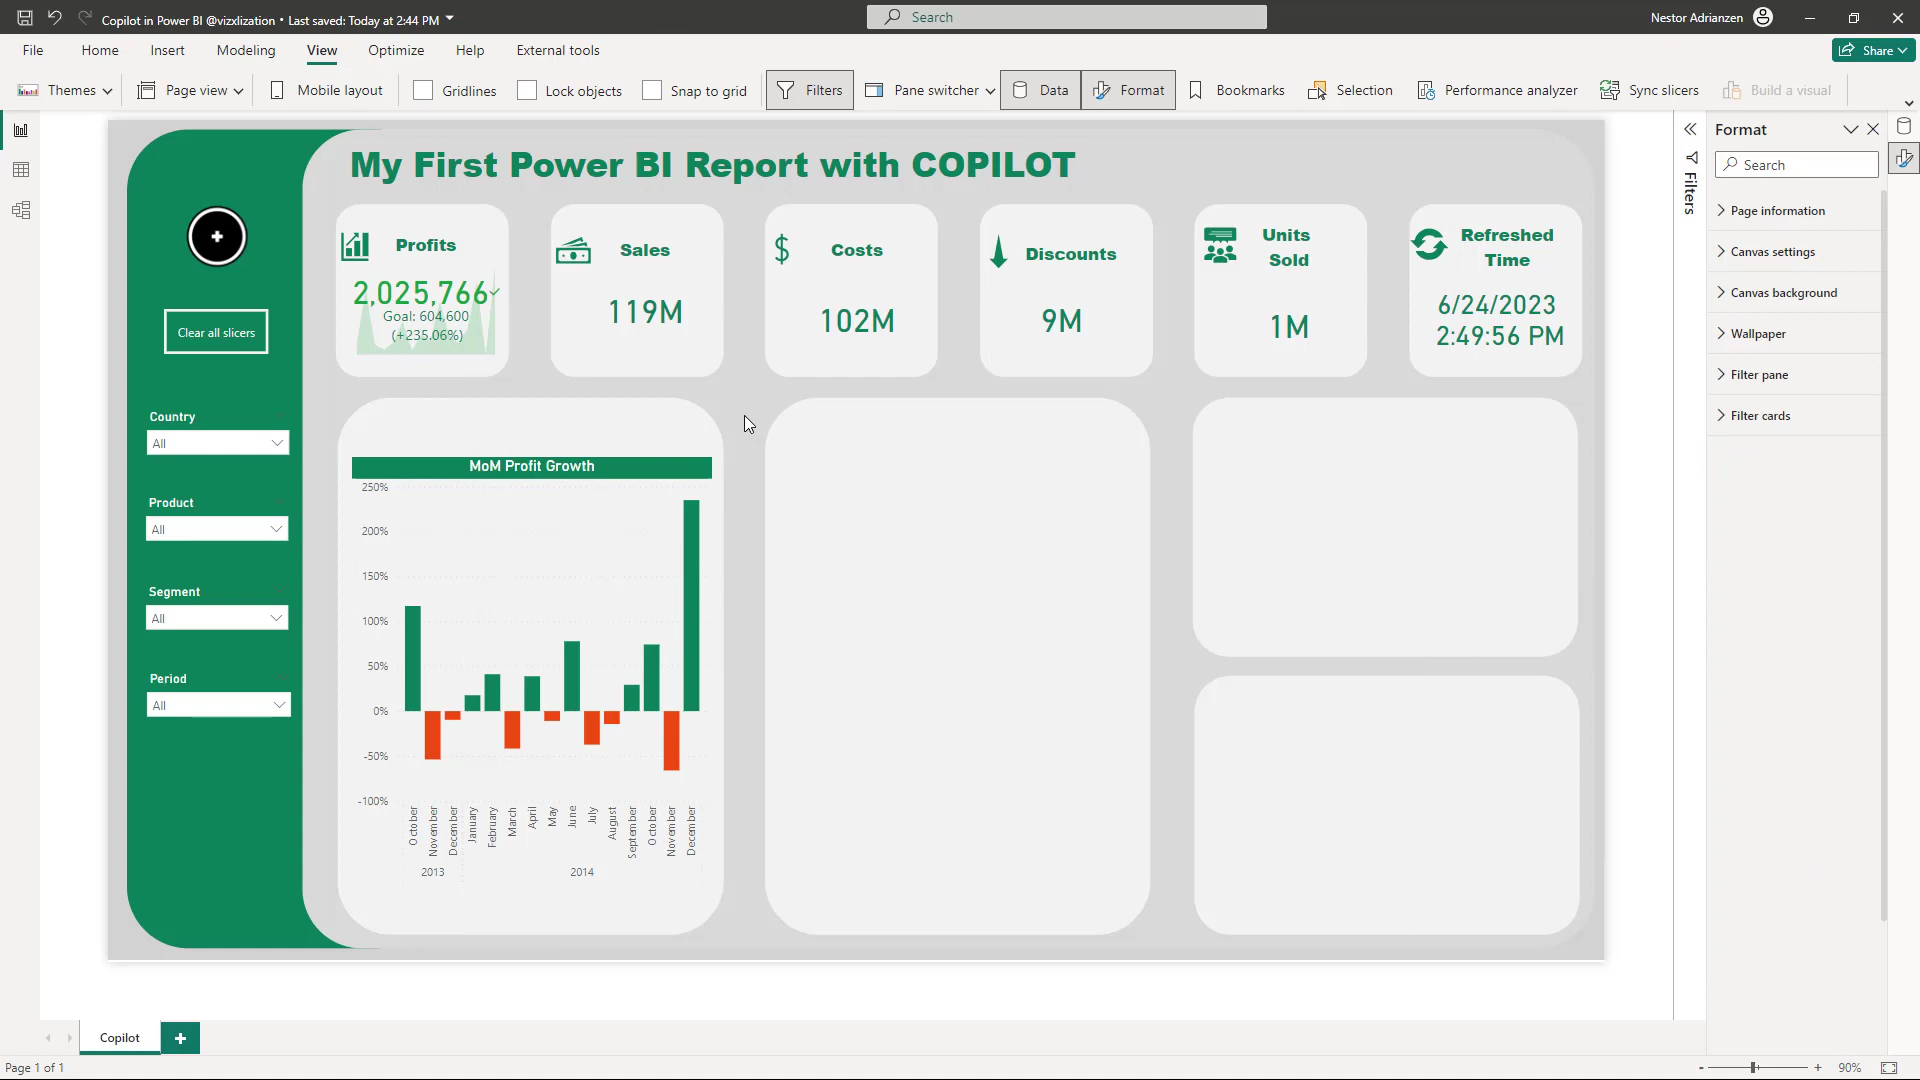 Copilot in Power BI @vizxlization • Last saved: Today at 2:44 PM
Search
Nestor Adrianzen
File Home Insert Modeling View Optimize Help External tools
Share
Themes Page view Mobile layout Gridlines Lock objects Snap to grid Filters Pane switcher Data Format Bookmarks Selection Performance analyzer Sync slicers Build a visual
My First Power BI Report with COPILOT
Profits
2,025,766
Goal: 604,600
(+235.06%)
Sales
119M
Costs
102M
Discounts
9M
Units
Sold
1M
Refreshed
Time
6/24/2023
2:49:56 PM
Clear all slicers
Country
All
Product
All
Segment
All
Period
All
MoM Profit Growth
250%
200%
150%
100%
50%
0%
-50%
-100%
October November December January February March April May June July August September October November December
2013 2014
Filters
Format
Search
Page information
Canvas settings
Canvas background
Wallpaper
Filter pane
Filter cards
Copilot
Page 1 of 1
- + 90%